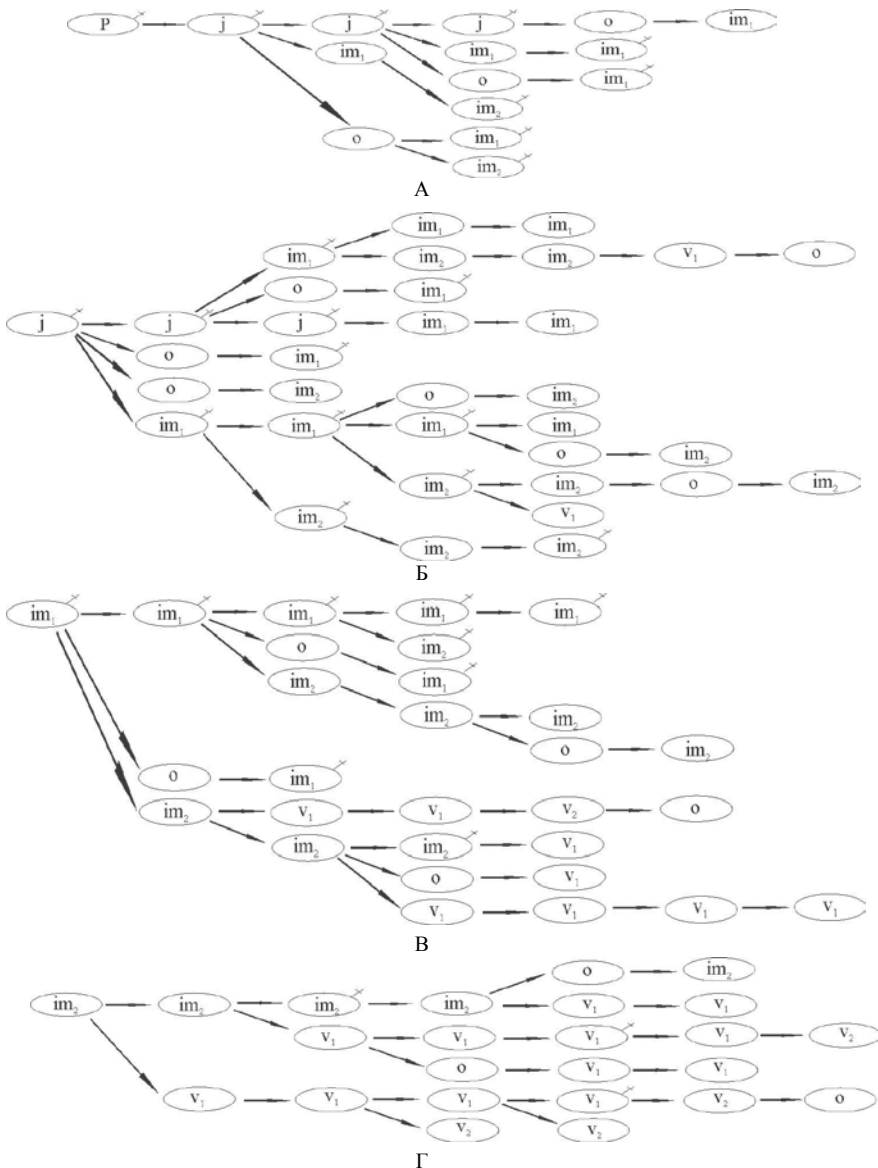 P j j j o im₁
im₁ im₁ im₁
o im₁
im₂
o im₁
im₂
А
im₁ im₁
im₁ im₂ im₂ v₁ o
o im₁
j j j im₁ im₁
o im₁
o im₂ o im₂
im₁ im₁ im₁ im₁
o im₂
im₂ im₂ o im₂
im₂ v₁
im₂ im₂
Б
im₁ im₁ im₁ im₁ im₁
o im₂
im₂ im₁
im₂ im₂
o im₂
o im₁
im₂ v₁ v₁ v₂ o
im₂ im₂ v₁
o v₁
v₁ v₁ v₁ v₁
В
o im₂
im₂ im₂ im₂ im₂ v₁ v₁
v₁ v₁ v₁ v₁ v₂
o v₁ v₁
v₁ v₁ v₁ v₁ v₂ o
v₂ v₂
Г